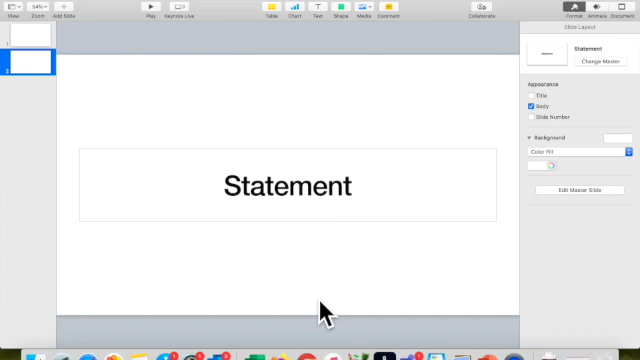 54%
View Zoom Add Slide Play Keynote Live Table Chart Text Shape Media Comment Collaborate Format Animate Document
Slide Layout
1
2
Statement
Change Master
Appearance
Title
Body
Slide Number
Background
Color Fill
Edit Master Slide
Statement